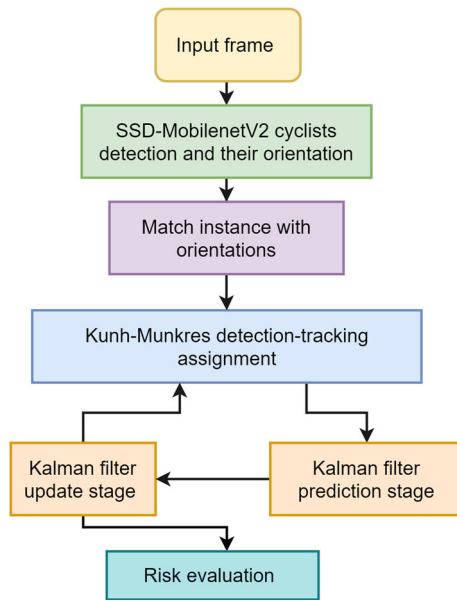 Input frame
SSD-MobilenetV2 cyclists
detection and their orientation
Match instance with
orientations
Kunh-Munkres detection-tracking
assignment
Kalman filter
update stage
Kalman filter
prediction stage
Risk evaluation